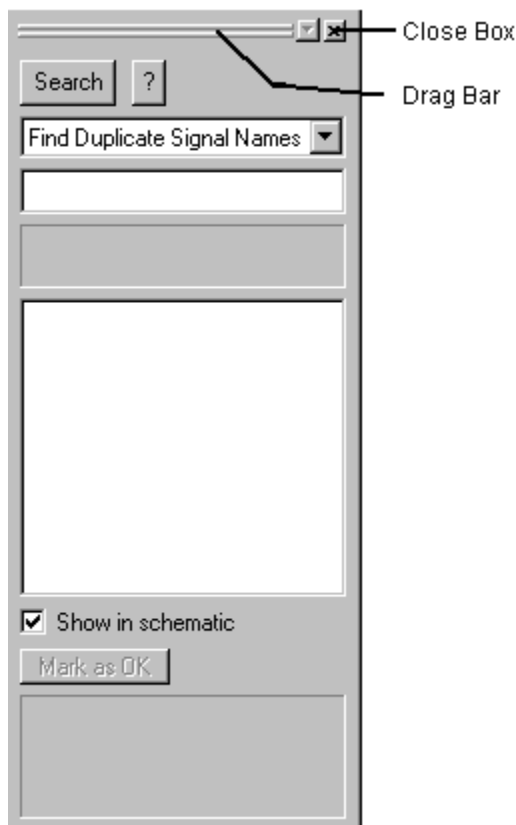 Close Box
Drag Bar
Search ?
Find Duplicate Signal Names
Show in schematic
Mark as OK